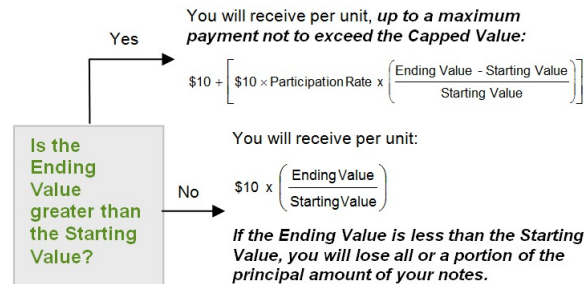 You will receive per unit, up to a maximum
payment not to exceed the Capped Value:
Yes
$10 + [ $10 × Participation Rate x ( Ending Value - Starting Value / Starting Value ) ]
Is the
Ending
Value
greater than
the Starting
Value?
No
You will receive per unit:
$10 x ( Ending Value / Starting Value )
If the Ending Value is less than the Starting
Value, you will lose all or a portion of the
principal amount of your notes.